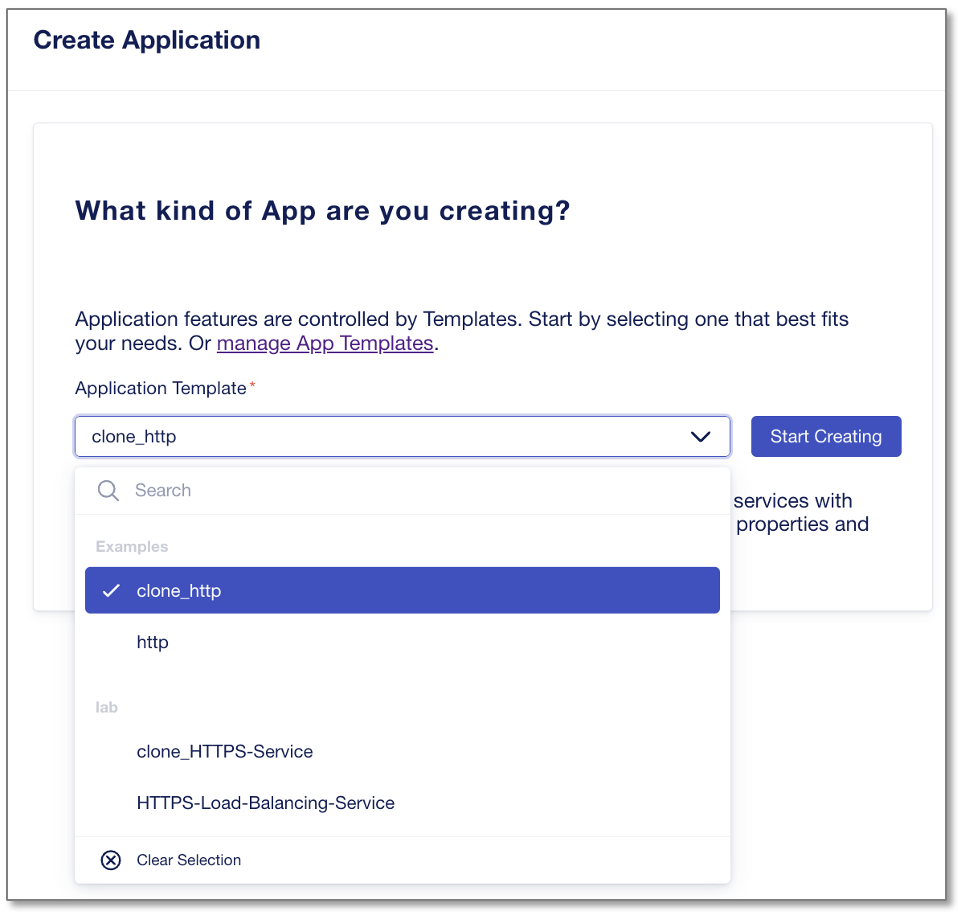 Create Application
What kind of App are you creating?
Application features are controlled by Templates. Start by selecting one that best fits
your needs. Or manage App Templates.
Application Template*
clone_http
Start Creating
Search
services with
properties and
Examples
clone_http
http
lab
clone_HTTPS-Service
HTTPS-Load-Balancing-Service
Clear Selection